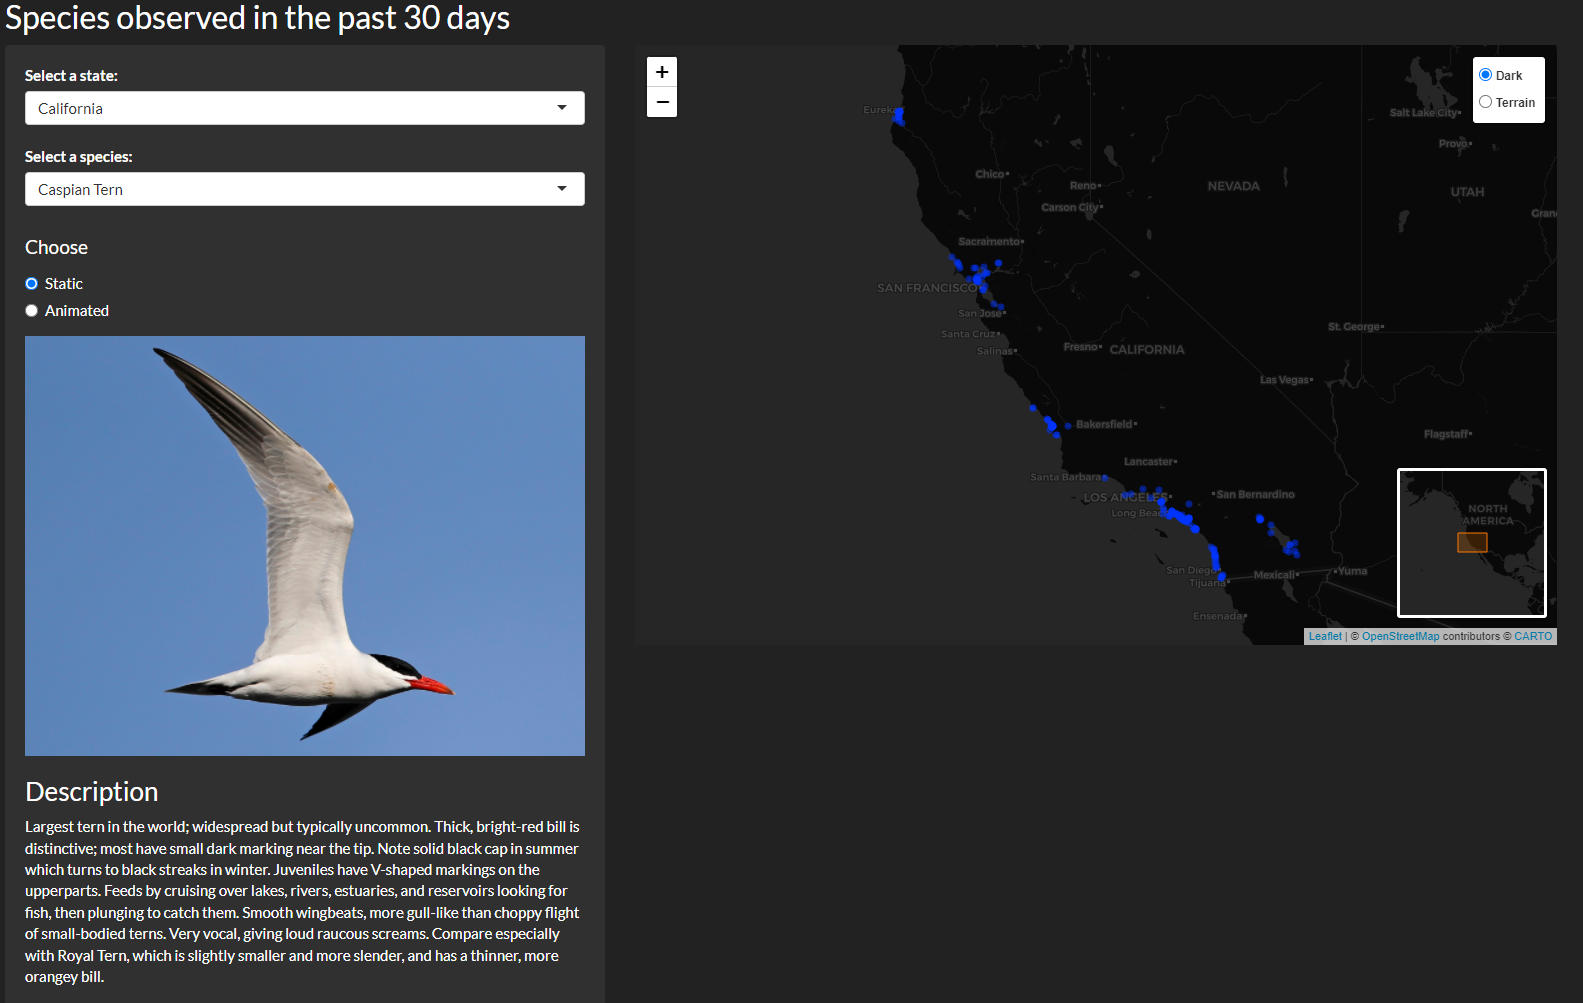 Species observed in the past 30 days
Select a state:
California
Select a species:
Caspian Tern
Choose
Static
Animated
Description
Largest tern in the world; widespread but typically uncommon. Thick, bright-red bill is
distinctive; most have small dark marking near the tip. Note solid black cap in summer
which turns to black streaks in winter. Juveniles have V-shaped markings on the
upperparts. Feeds by cruising over lakes, rivers, estuaries, and reservoirs looking for
fish, then plunging to catch them. Smooth wingbeats, more gull-like than choppy flight
of small-bodied terns. Very vocal, giving loud raucous screams. Compare especially
with Royal Tern, which is slightly smaller and more slender, and has a thinner, more
orangey bill.
+
−
Dark
Terrain
Eureka
Salt Lake City
Provo
Chico
Reno
NEVADA
UTAH
Carson City
Gran
Sacramento
SAN FRANCISCO
San Jose
Santa Cruz
St. George
Salinas
Fresno
CALIFORNIA
Las Vegas
Bakersfield
Flagstaff
Lancaster
Santa Barbara
LOS ANGELES
San Bernardino
Long Beac
NORTH
AMERICA
San Diego
Mexicali
Yuma
Tijuana
Ensenada
Leaflet | © OpenStreetMap contributors © CARTO